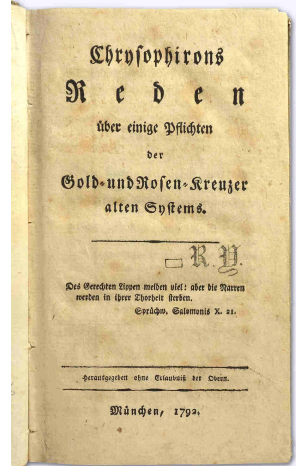 Chrysophirons
Reden
über einige Pflichten
der
Gold-und Rosen-Kreuzer
alten Systems.
R. Y.
Des Gerechten Lippen weiden viel: aber die Narren
werden in ihrer Thorheit sterben.
Sprüchw. Salomonis X. 21.
Herausgegeben ohne Erlaubniß der Obern.
München, 1792.